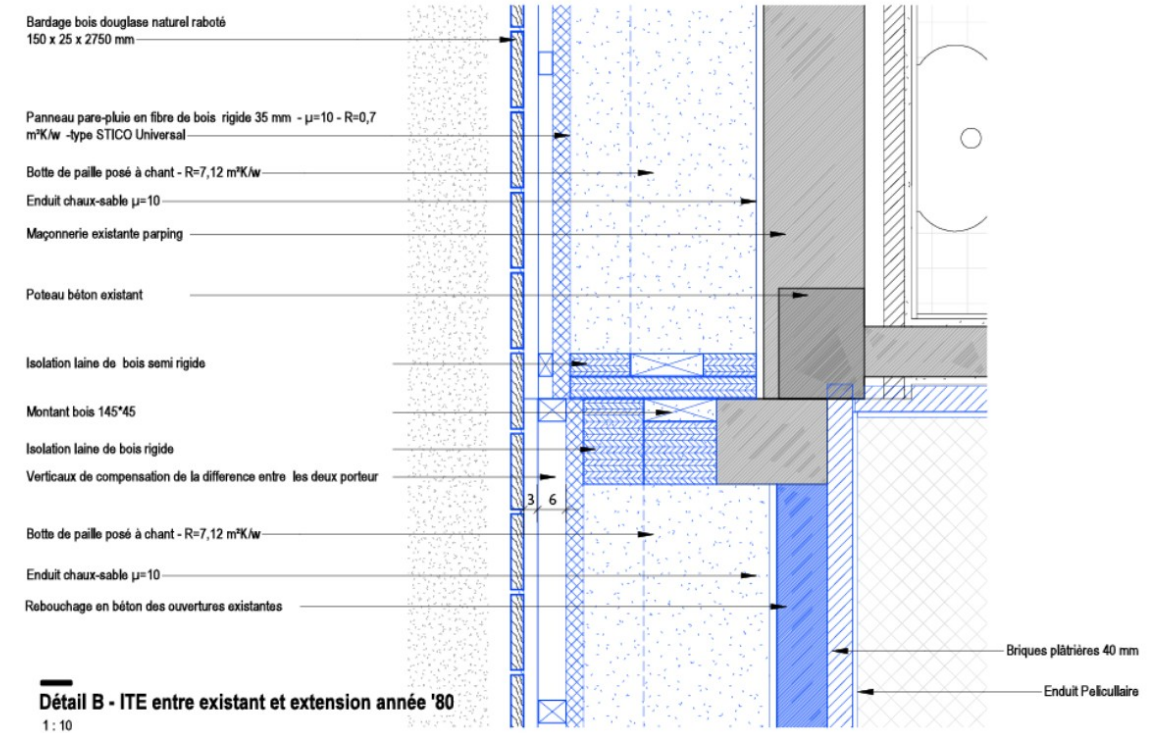 Bardage bois douglase naturel raboté
150 x 25 x 2750 mm
Panneau pare-pluie en fibre de bois rigide 35 mm - µ=10 - R=0,7
m²K/w -type STICO Universal
Botte de paille posé à chant - R=7,12 m²K/w
Enduit chaux-sable µ=10
Maçonnerie existante parping
Poteau béton existant
Isolation laine de bois semi rigide
Montant bois 145*45
Isolation laine de bois rigide
Verticaux de compensation de la difference entre les deux porteur
3 6
Botte de paille posé à chant - R=7,12 m²K/w
Enduit chaux-sable µ=10
Rebouchage en béton des ouvertures existantes
Briques plâtrières 40 mm
Enduit Peliculliaire
Détail B - ITE entre existant et extension année '80
1 : 10